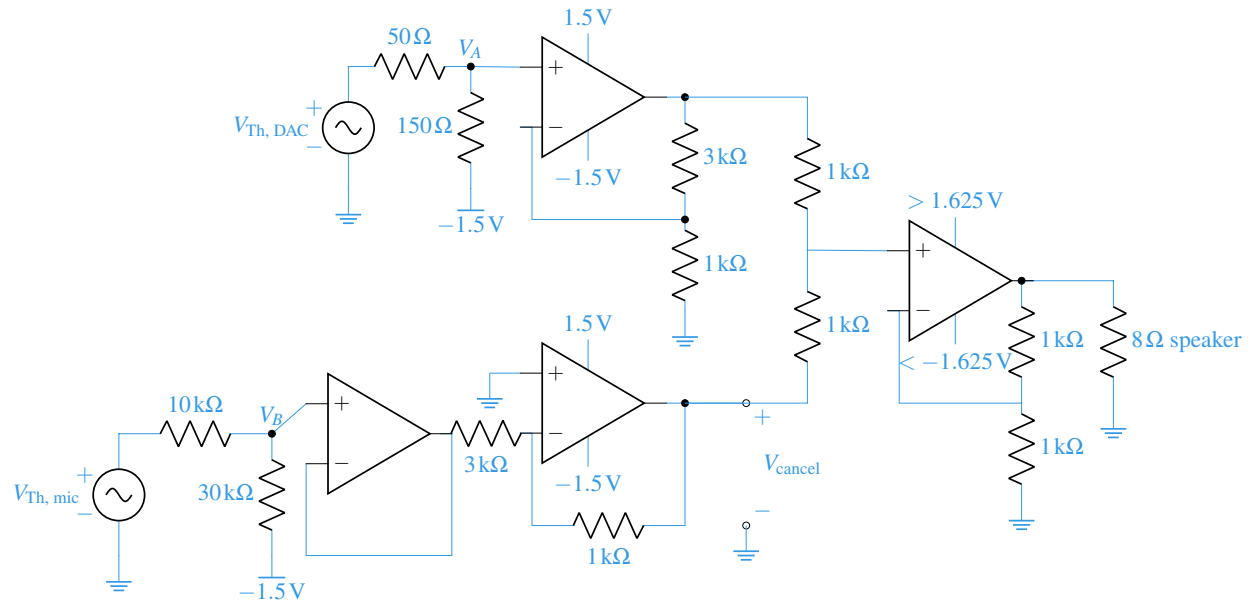 1.5 V
50 Ω
V_A
+
+
V_Th, DAC
150 Ω
−
−
3 kΩ
1 kΩ
−1.5 V
> 1.625 V
−1.5 V
+
1 kΩ
−
1.5 V
1 kΩ
1 kΩ
8 Ω speaker
< −1.625 V
+
10 kΩ
V_B
+
+
−
3 kΩ
1 kΩ
V_cancel
+
−
−1.5 V
V_Th, mic
30 kΩ
−
−
1 kΩ
−1.5 V